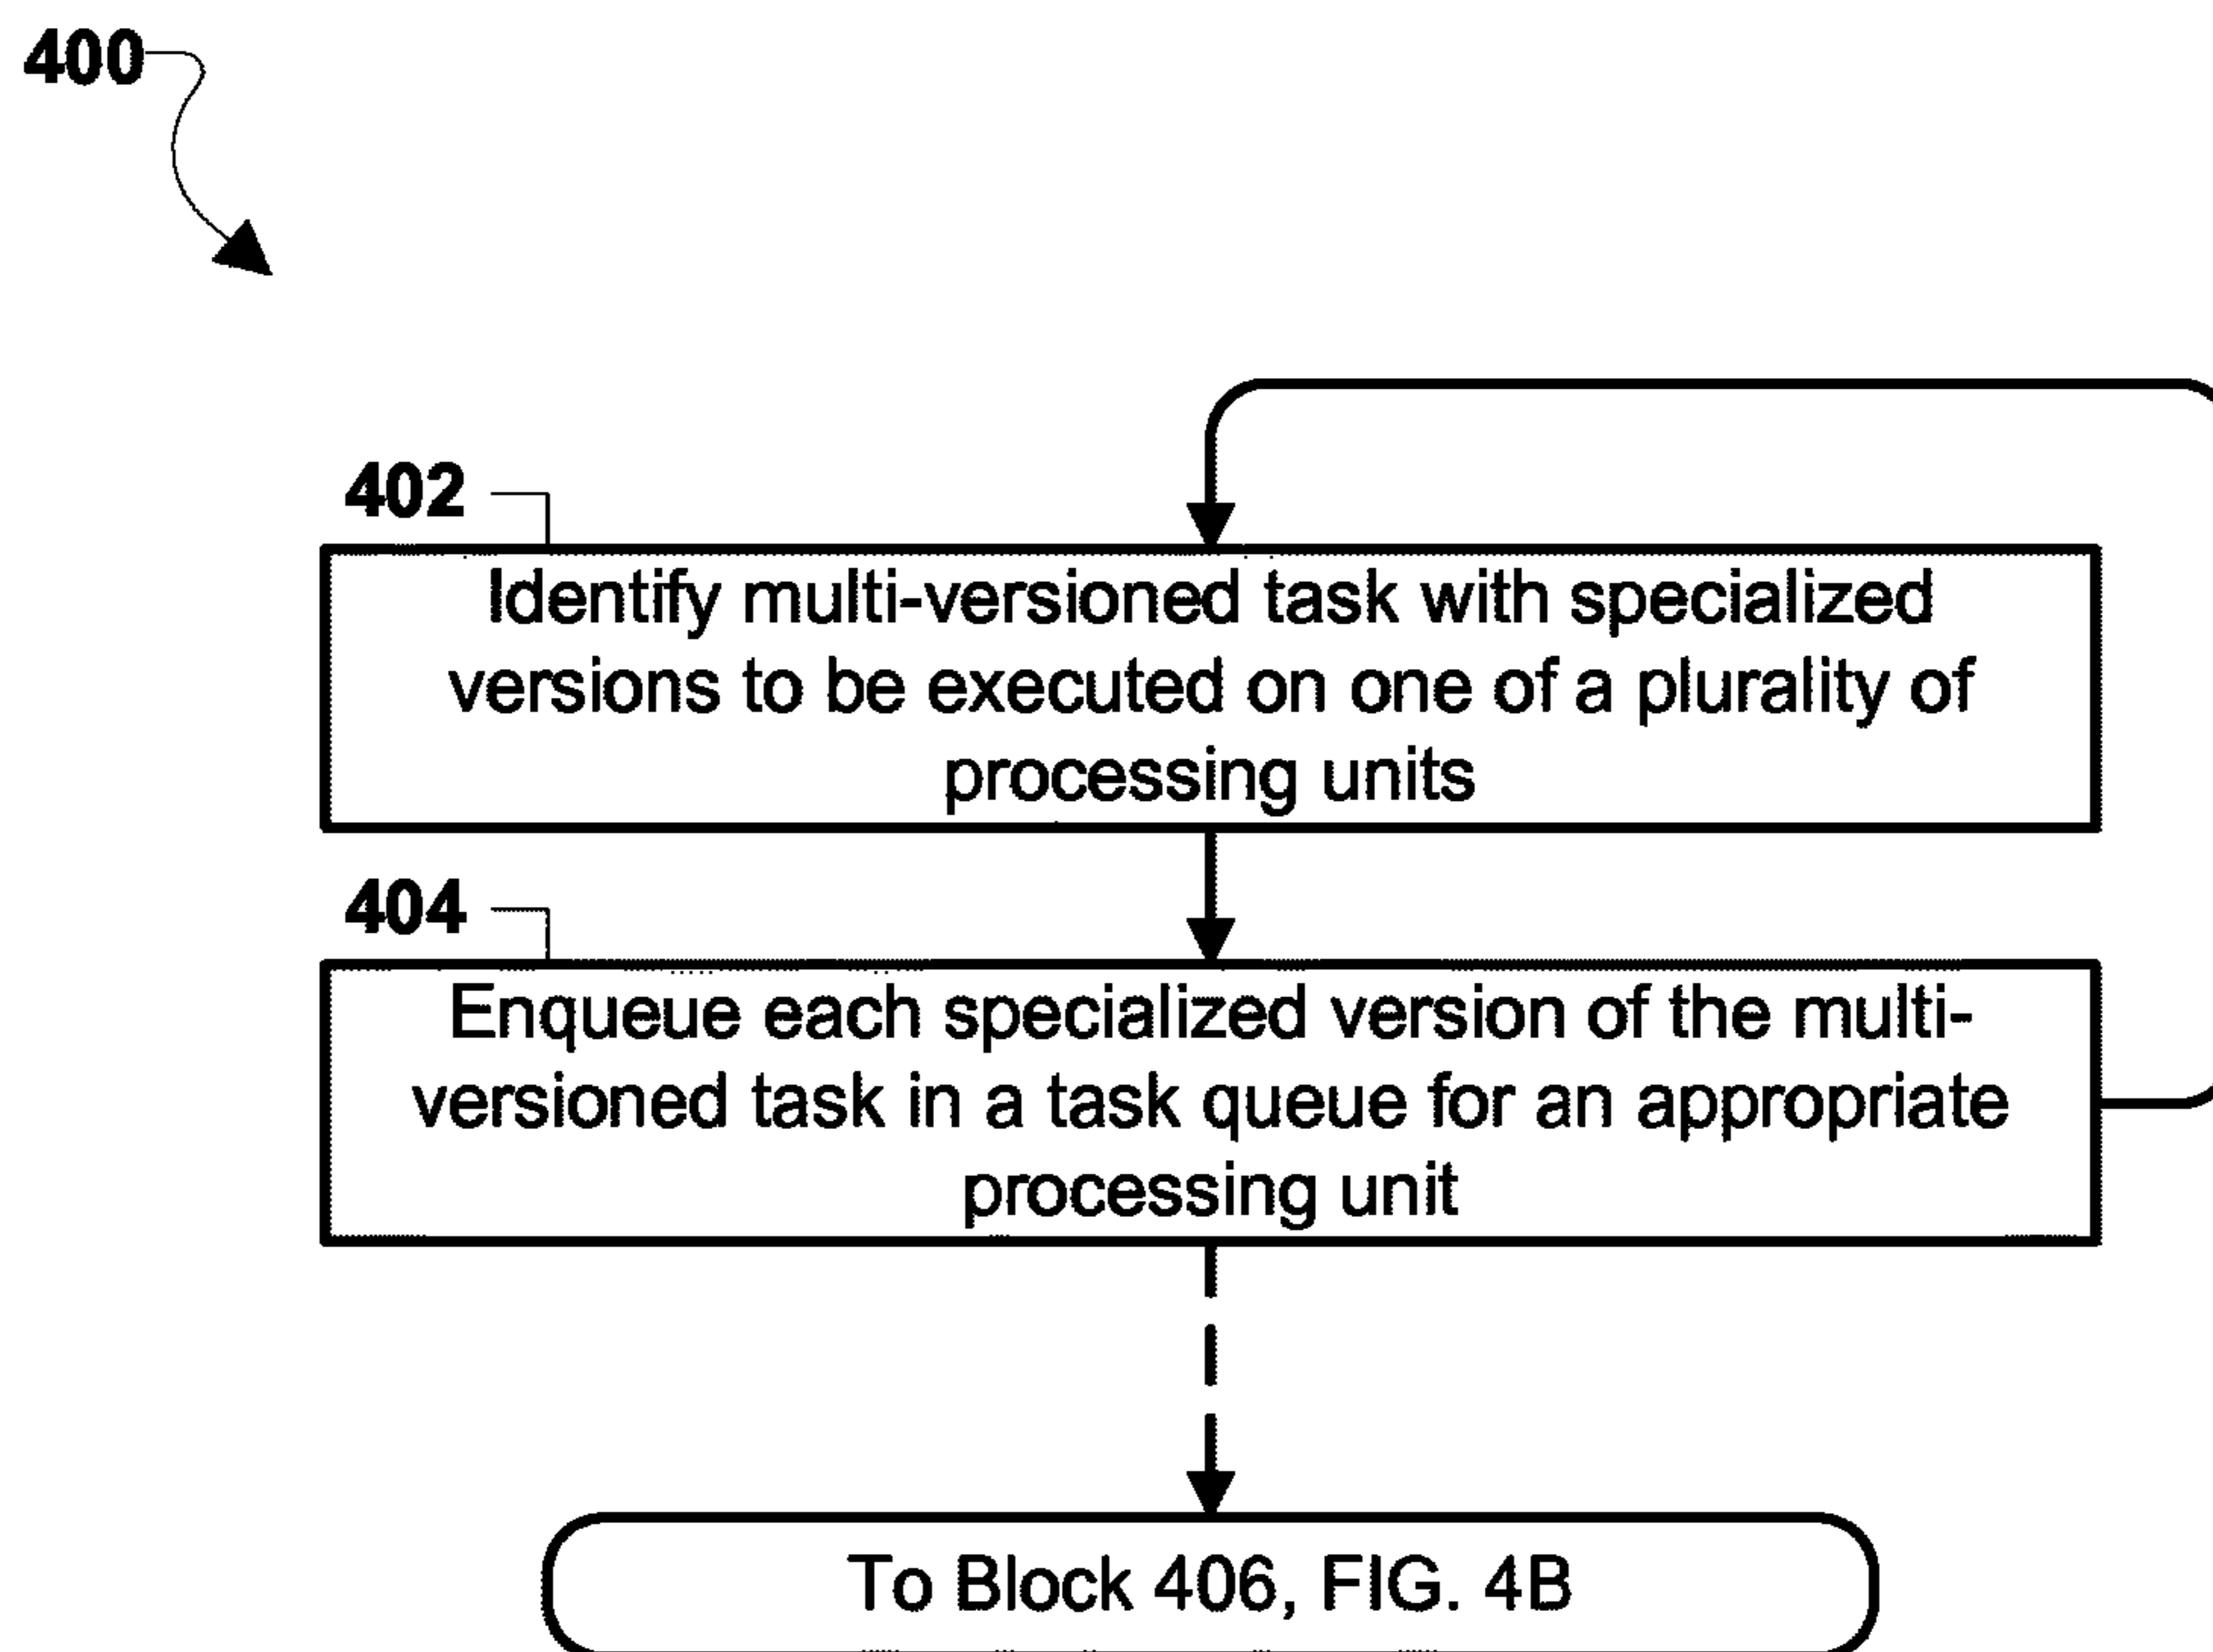 400
402
Identify multi-versioned task with specialized
versions to be executed on one of a plurality of
processing units
404
Enqueue each specialized version of the multi-
versioned task in a task queue for an appropriate
processing unit
To Block 406, FIG. 4B